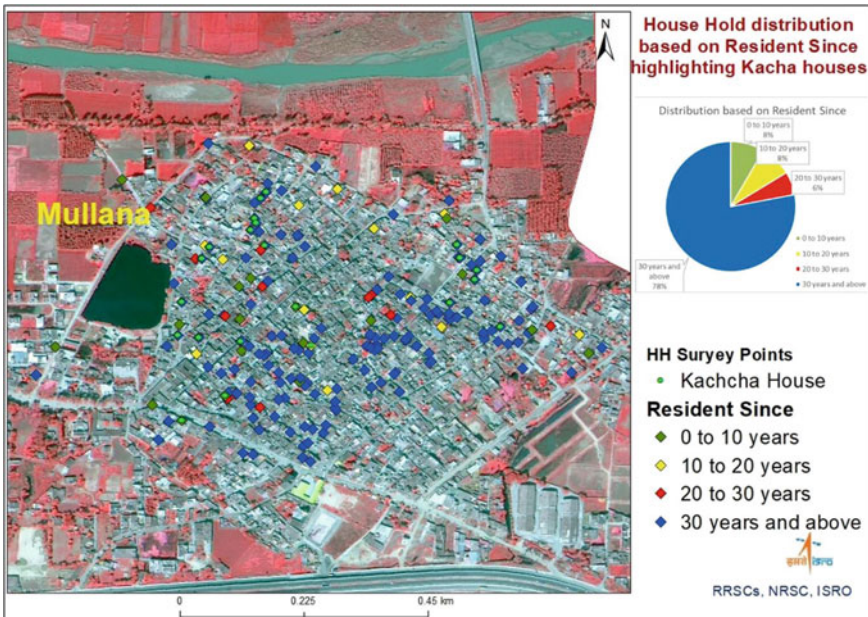 House Hold distribution
based on Resident Since
highlighting Kacha houses
N
Mullana
Distribution based on Resident Since
0 to 10 years
8%
10 to 20 years
8%
20 to 30 years
6%
30 years and
above
78%
0 to 10 years
10 to 20 years
20 to 30 years
30 years and above
HH Suryey Points
Kachcha House
Resident Since
0 to 10 years
10 to 20 years
20 to 30 years
30 years and above
RRSCs, NRSC, ISRO
0 0.225 0.45 km